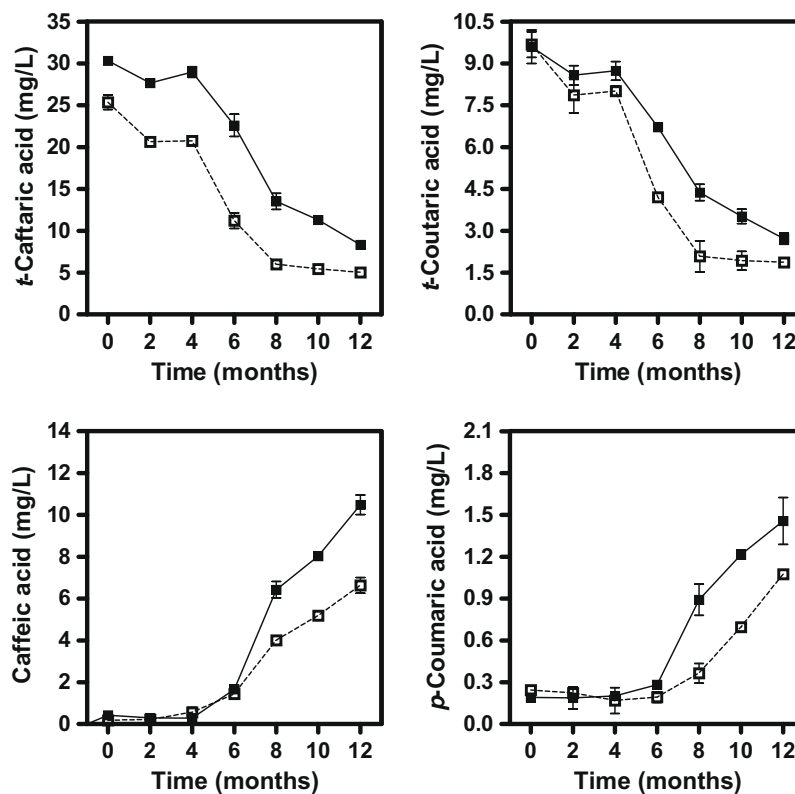 t-Caftaric acid (mg/L)
35
30
25
20
15
10
5
0
0 2 4 6 8 10 12
Time (months)
t-Coutaric acid (mg/L)
10.5
9.0
7.5
6.0
4.5
3.0
1.5
0.0
0 2 4 6 8 10 12
Time (months)
Caffeic acid (mg/L)
14
12
10
8
6
4
2
0
0 2 4 6 8 10 12
Time (months)
p-Coumaric acid (mg/L)
2.1
1.8
1.5
1.2
0.9
0.6
0.3
0.0
0 2 4 6 8 10 12
Time (months)